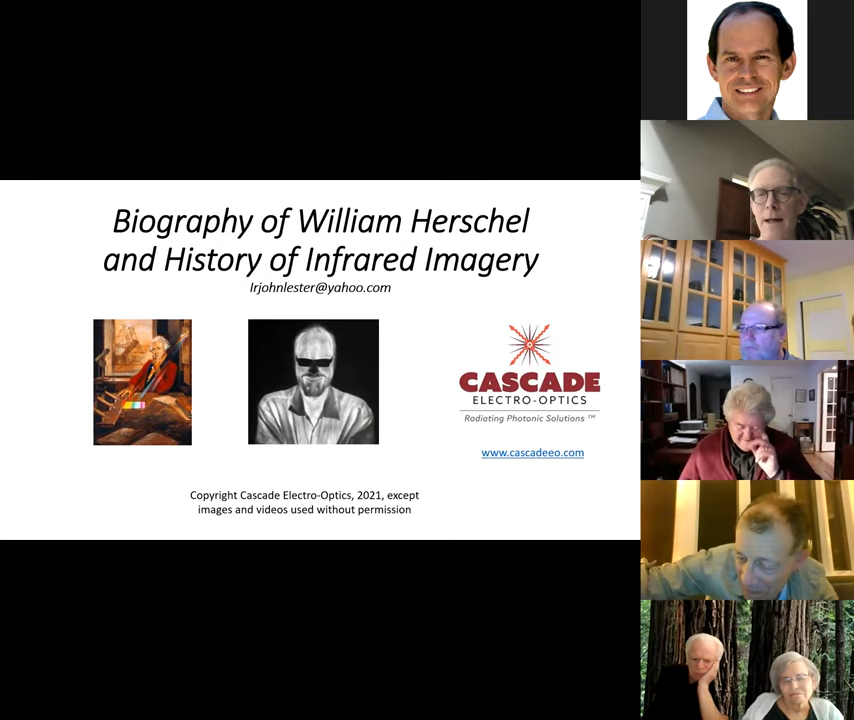 Biography of William Herschel
and History of Infrared Imagery
Irjohnlester@yahoo.com
CASCADE
ELECTRO-OPTICS
Radiating Photonic Solutions ™
www.cascadeeo.com
Copyright Cascade Electro-Optics, 2021, except
images and videos used without permission